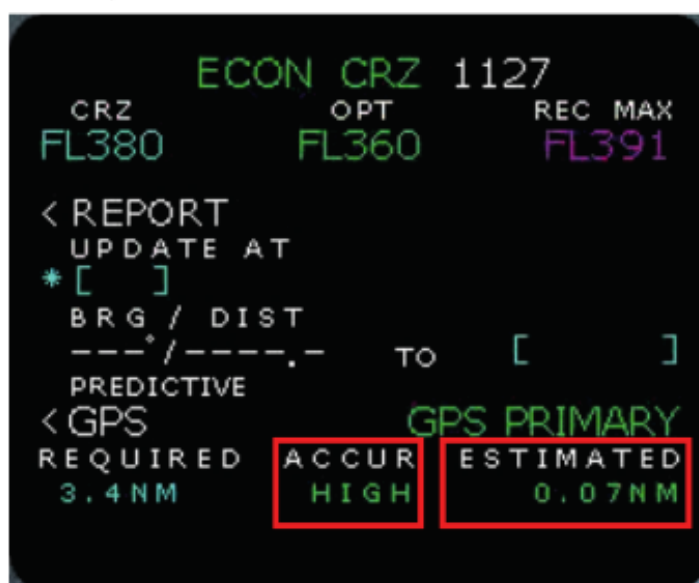 ECON CRZ 1127
CRZ OPT REC MAX
FL380 FL360 FL391
< REPORT
UPDATE AT
*[ ]
BRG / DIST
---°/----.- TO [ ]
PREDICTIVE
<GPS GPS PRIMARY
REQUIRED ACCUR ESTIMATED
3.4NM HIGH 0.07NM